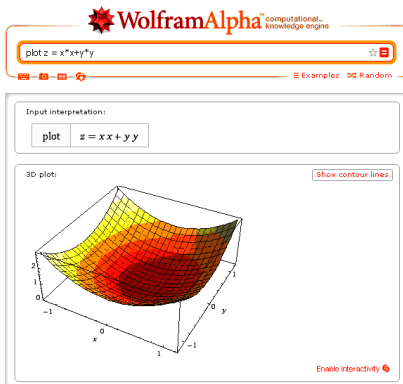 WolframAlpha™ computational... knowledge engine
plot z = x*x+y*y
Examples Random
Input interpretation:
plot z = x x + y y
3D plot:
Show contour lines
2
1
0
-1
0
1
x
-1
0
1
y
Enable interactivity